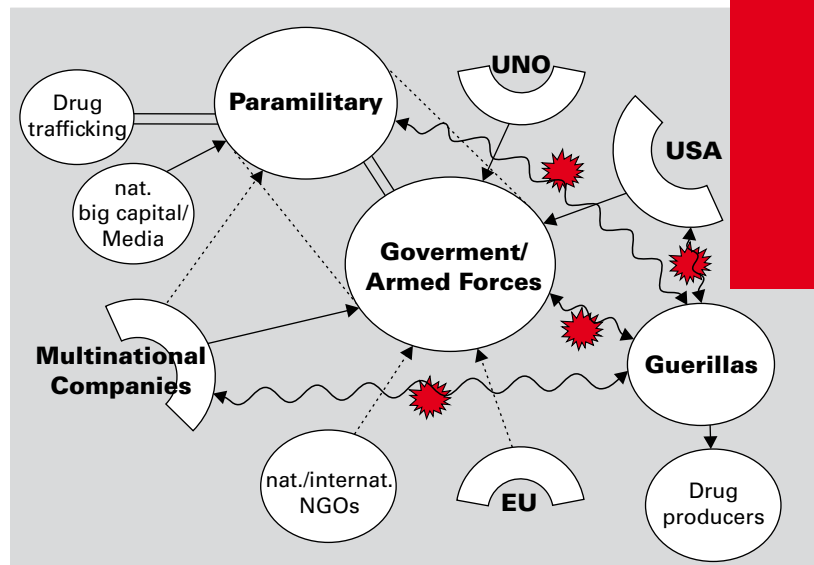 UNO
Paramilitary
Drug
trafficking
USA
nat.
big capital/
Media
Goverment/
Armed Forces
Multinational
Companies
Guerillas
nat./internat.
NGOs
EU
Drug
producers